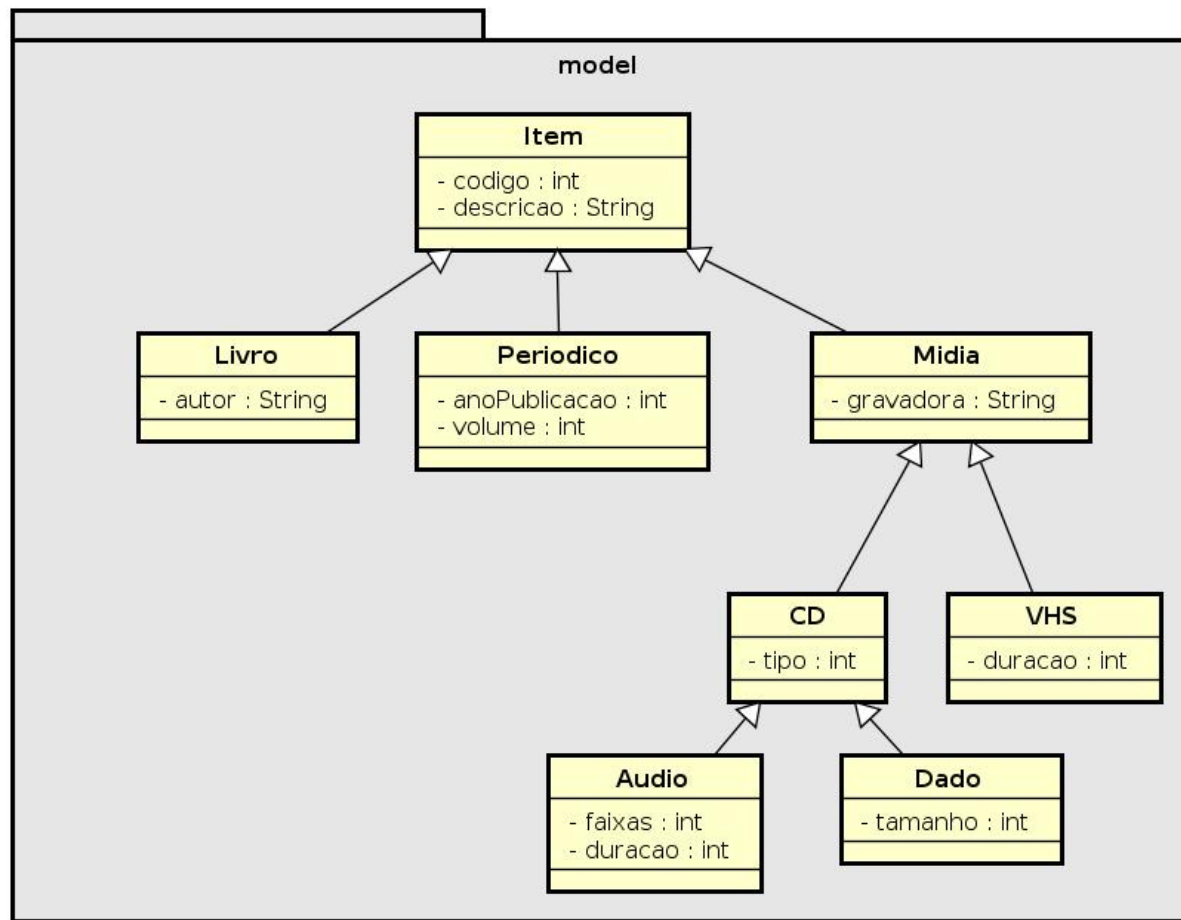 model
Item
- codigo : int
- descricao : String
Livro
- autor : String
Periodico
- anoPublicacao : int
- volume : int
Midia
- gravadora : String
CD
- tipo : int
VHS
- duracao : int
Audio
- faixas : int
- duracao : int
Dado
- tamanho : int